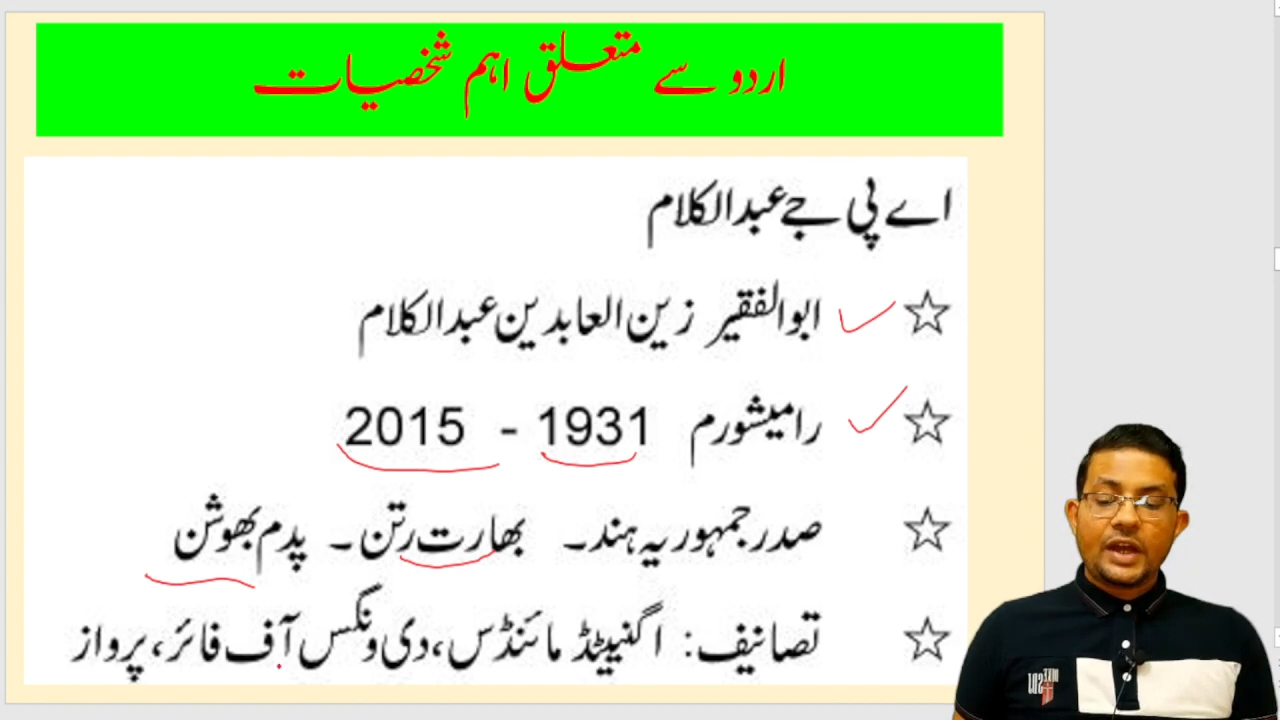 اردو سے متعلق اہم شخصیات
اے پی جے عبدالکلام
☆ ابوالفقیر زین العابدین عبدالکلام
☆ رامیشورم 1931 - 2015
☆ صدر جمہوریہ ہند۔ بھارت رتن۔ پدم بھوشن
☆ تصانیف: اگنیٹڈ مائنڈس، دی ونگس آف فائر، پرواز